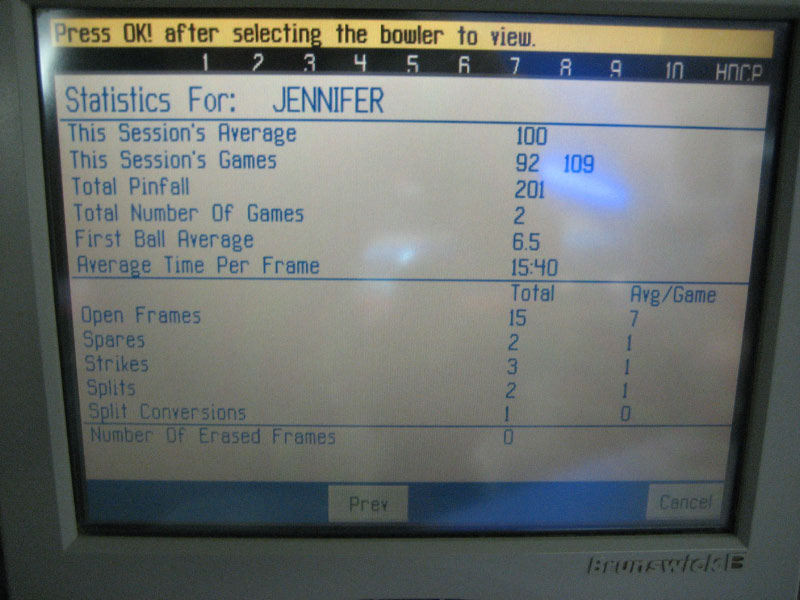 Press OK! after selecting the bowler to view.
1 2 3 4 5 6 7 8 9 10 HDCP
Statistics For: JENNIFER
This Session's Average 100
This Session's Games 92 109
Total Pinfall 201
Total Number Of Games 2
First Ball Average 6.5
Average Time Per Frame 15:40
Total Avg/Game
Open Frames 15 7
Spares 2 1
Strikes 3 1
Splits 2 1
Split Conversions 1 0
Number Of Erased Frames 0
Prev Cancel
Brunswick